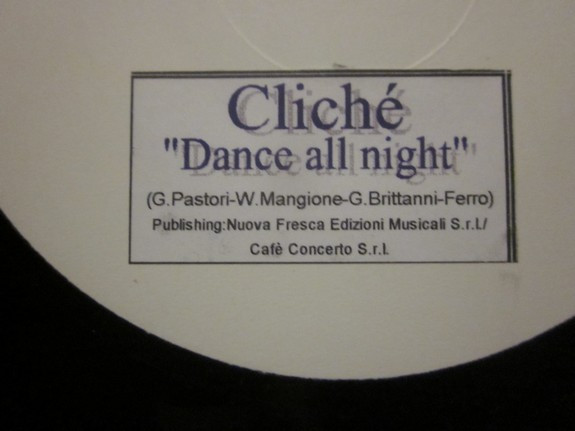 Cliché
"Dance all night"
(G.Pastori-W.Mangione-G.Brittanni-Ferro)
Publishing:Nuova Fresca Edizioni Musicali S.r.L/
Cafè Concerto S.r.l.